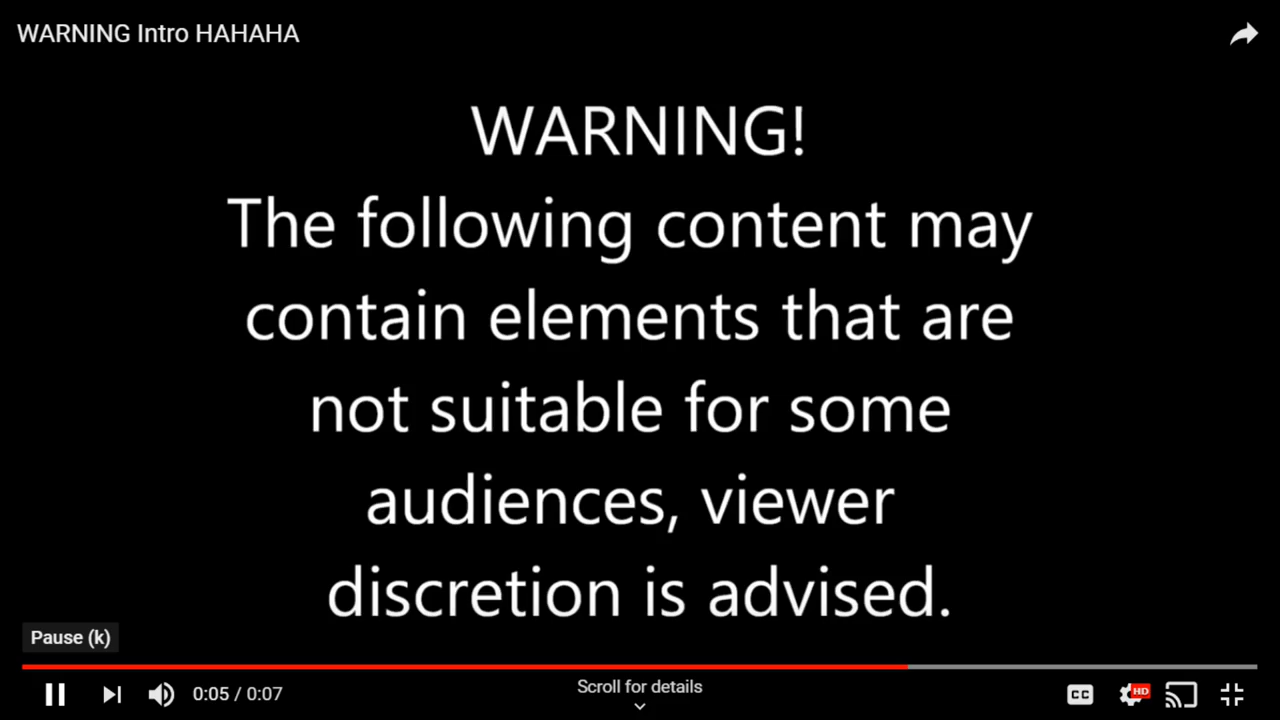 WARNING Intro HAHAHA
WARNING!
The following content may
contain elements that are
not suitable for some
audiences, viewer
discretion is advised.
Pause (k)
0:05 / 0:07
Scroll for details
CC
HD